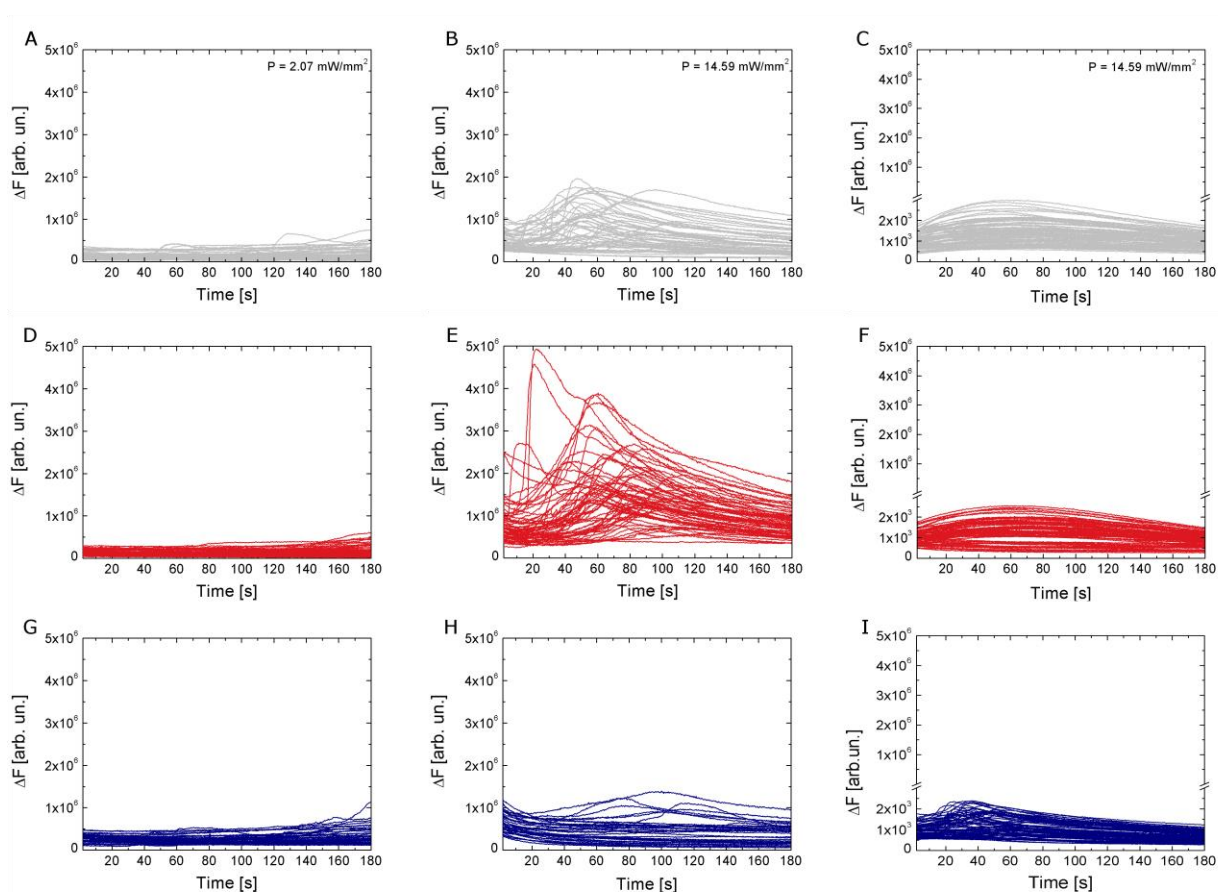 A
P = 2.07 mW/mm²
ΔF [arb. un.]
5x10⁶
4x10⁶
3x10⁶
2x10⁶
1x10⁶
0
20 40 60 80 100 120 140 160 180
Time [s]
B
P = 14.59 mW/mm²
ΔF [arb. un.]
5x10⁶
4x10⁶
3x10⁶
2x10⁶
1x10⁶
0
20 40 60 80 100 120 140 160 180
Time [s]
C
P = 14.59 mW/mm²
ΔF [arb. un.]
5x10⁶
4x10⁶
3x10⁶
2x10⁶
2x10³
1x10³
0
20 40 60 80 100 120 140 160 180
Time [s]
D
ΔF [arb. un.]
5x10⁶
4x10⁶
3x10⁶
2x10⁶
1x10⁶
0
20 40 60 80 100 120 140 160 180
Time [s]
E
ΔF [arb. un.]
5x10⁶
4x10⁶
3x10⁶
2x10⁶
1x10⁶
0
20 40 60 80 100 120 140 160 180
Time [s]
F
ΔF [arb. un.]
5x10⁶
4x10⁶
3x10⁶
2x10⁶
2x10³
1x10³
0
20 40 60 80 100 120 140 160 180
Time [s]
G
ΔF [arb. un.]
5x10⁶
4x10⁶
3x10⁶
2x10⁶
1x10⁶
0
20 40 60 80 100 120 140 160 180
Time [s]
H
ΔF [arb. un.]
5x10⁶
4x10⁶
3x10⁶
2x10⁶
1x10⁶
0
20 40 60 80 100 120 140 160 180
Time [s]
I
ΔF [arb.un.]
5x10⁶
4x10⁶
3x10⁶
2x10⁶
2x10³
1x10³
0
20 40 60 80 100 120 140 160 180
Time [s]